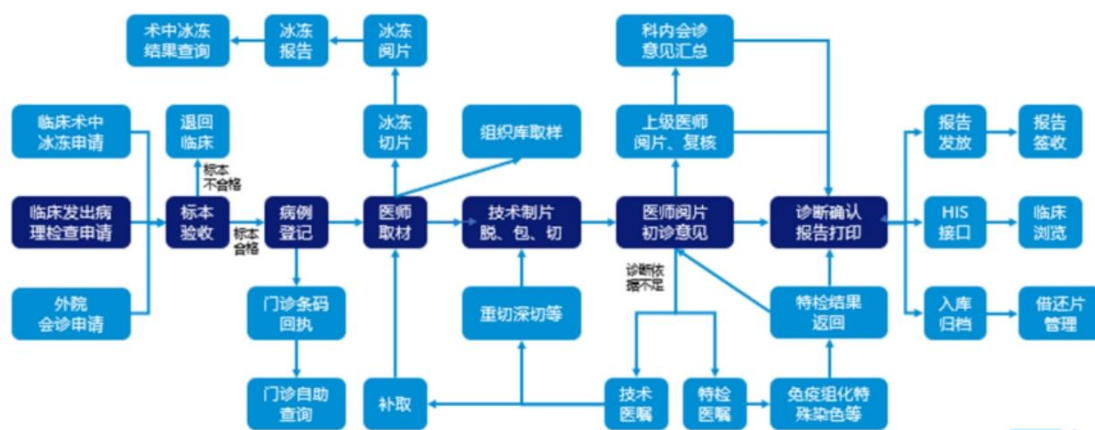 术中冰冻
结果查询
冰冻
报告
冰冻
阅片
科内会诊
意见汇总
临床术中
冰冻申请
退回
临床
冰冻
切片
组织库取样
上级医师
阅片、复核
报告
发放
报告
签收
标本
不合格
临床发出病
理检查申请
标本
验收
标本
合格
病例
登记
医师
取材
技术制片
脱、包、切
医师阅片
初诊意见
诊断确认
报告打印
HIS
接口
临床
浏览
诊断依
据不足
外院
会诊申请
门诊条码
回执
重切深切等
特检结果
返回
入库
归档
借还片
管理
门诊自助
查询
补取
技术
医嘱
特检
医嘱
免疫组化特
殊染色等